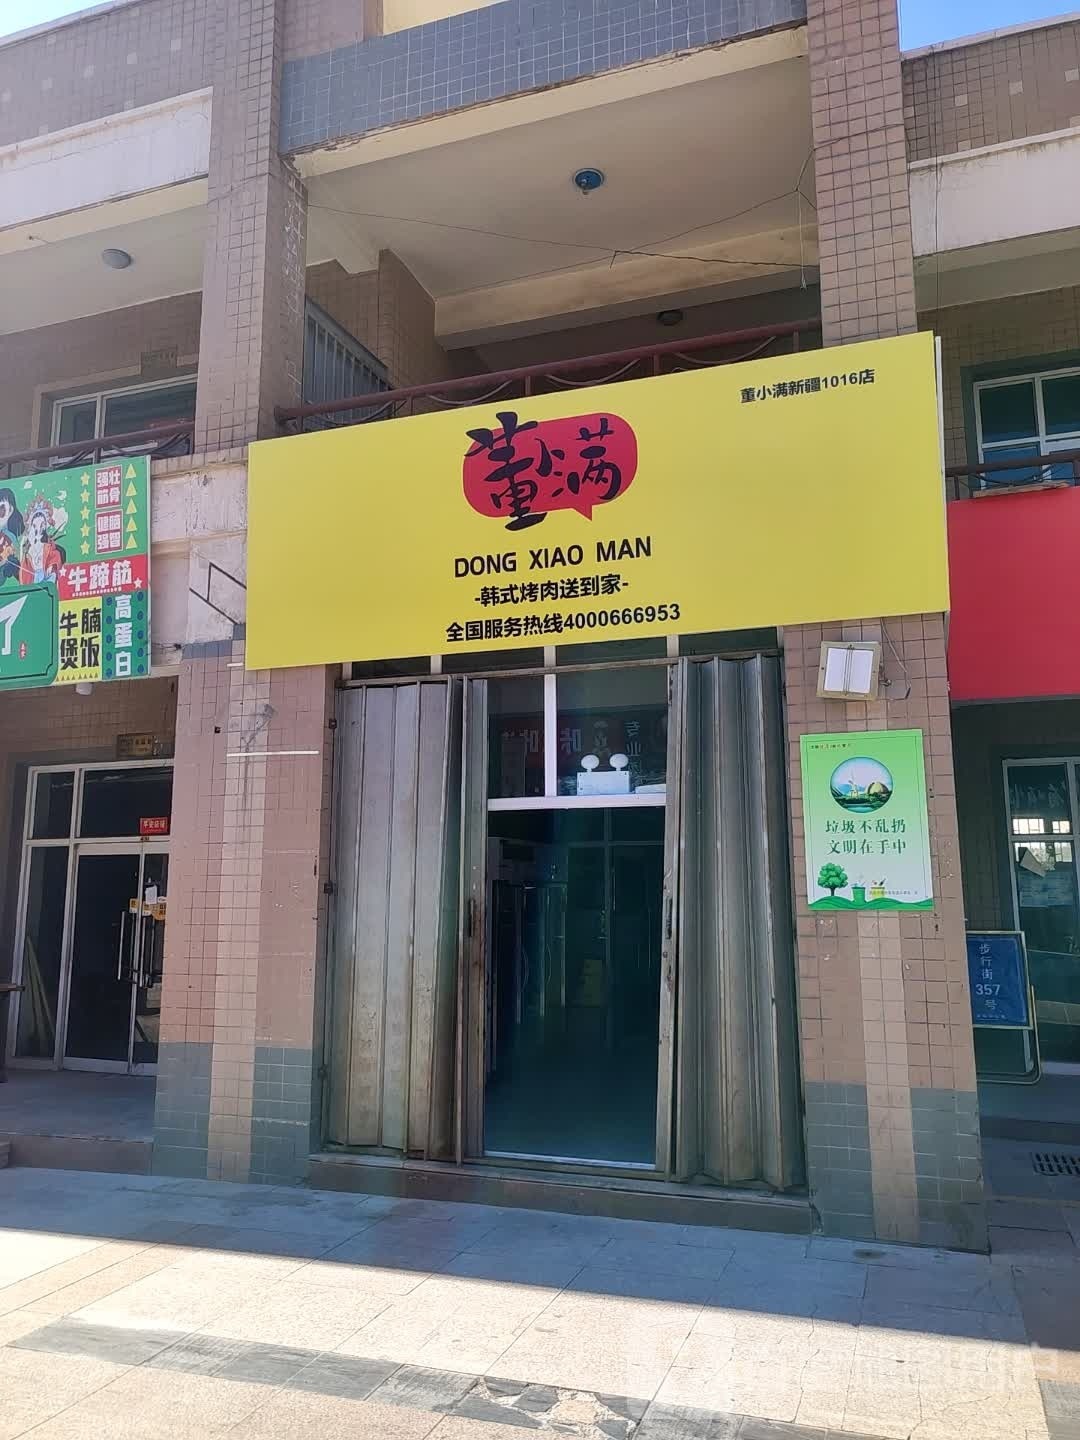 董小满新疆1016店
董小满
DONG XIAO MAN
-韩式烤肉送到家-
全国服务热线4000666953
强壮
筋骨
健脑
强智
牛蹄筋
牛腩
煲饭
高蛋白
垃圾不乱扔
文明在手中
步行街
357
号
专业